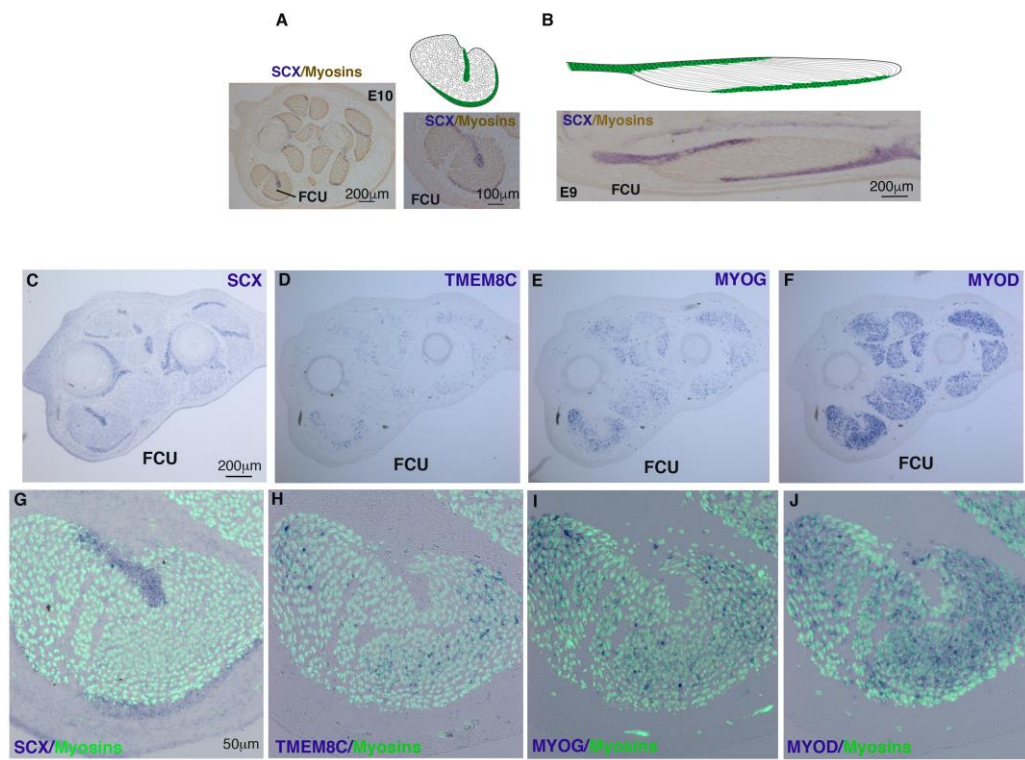 A
B
SCX/Myosins
E10
FCU
200μm
SCX/Myosins
FCU
100μm
SCX/Myosins
E9
FCU
200μm
C
SCX
FCU
200μm
D
TMEM8C
FCU
E
MYOG
FCU
F
MYOD
FCU
G
SCX/Myosins
50μm
H
TMEM8C/Myosins
I
MYOG/Myosins
J
MYOD/Myosins